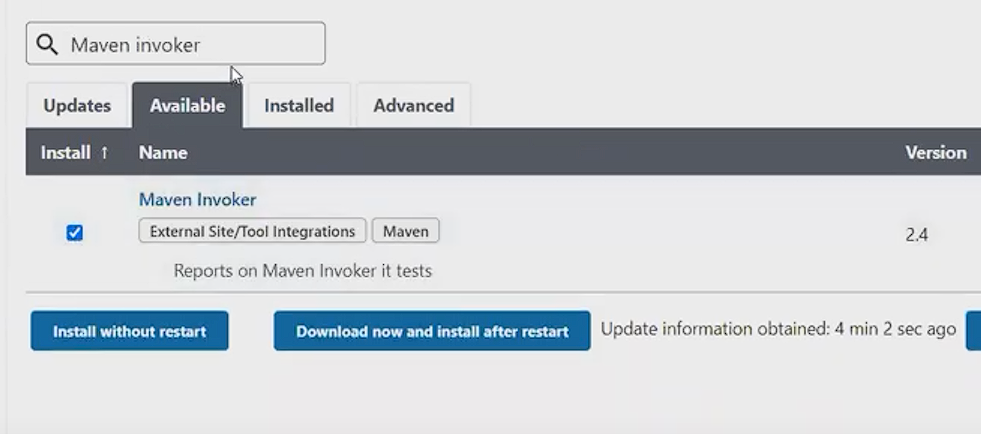 Maven invoker
Updates Available Installed Advanced
Install ↑ Name Version
Maven Invoker
External Site/Tool Integrations Maven
2.4
Reports on Maven Invoker it tests
Install without restart Download now and install after restart Update information obtained: 4 min 2 sec ago